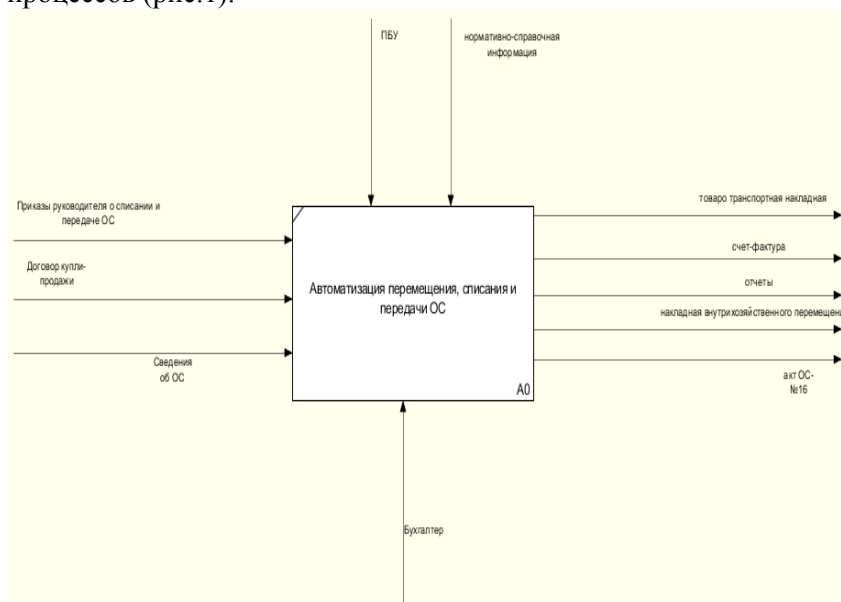 процессов (рис.1).
ПБУ
нормативно-справочная
информация
Приказы руководителя о списании и
передаче ОС
Договор купли-
продажи
Сведения
об ОС
Автоматизация перемещения, списания и
передачи ОС
A0
товаро транспортная накладная
счет-фактура
отчеты
накладная внутрихозяйственного перемещени
акт ОС-
№16
Бухгалтер